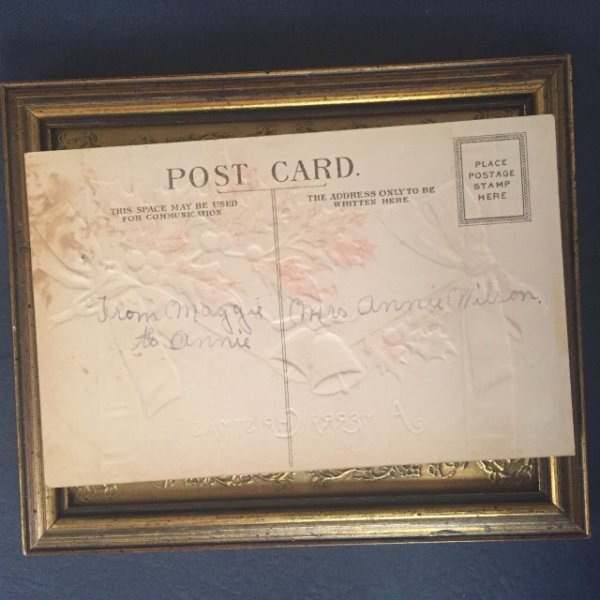 POST CARD.
THIS SPACE MAY BE USED
FOR COMMUNICATION
THE ADDRESS ONLY TO BE
WRITTEN HERE.
PLACE
POSTAGE
STAMP
HERE
From Maggie
to Annie
Mrs Annie Wilson.
A MERRY CHRISTMAS